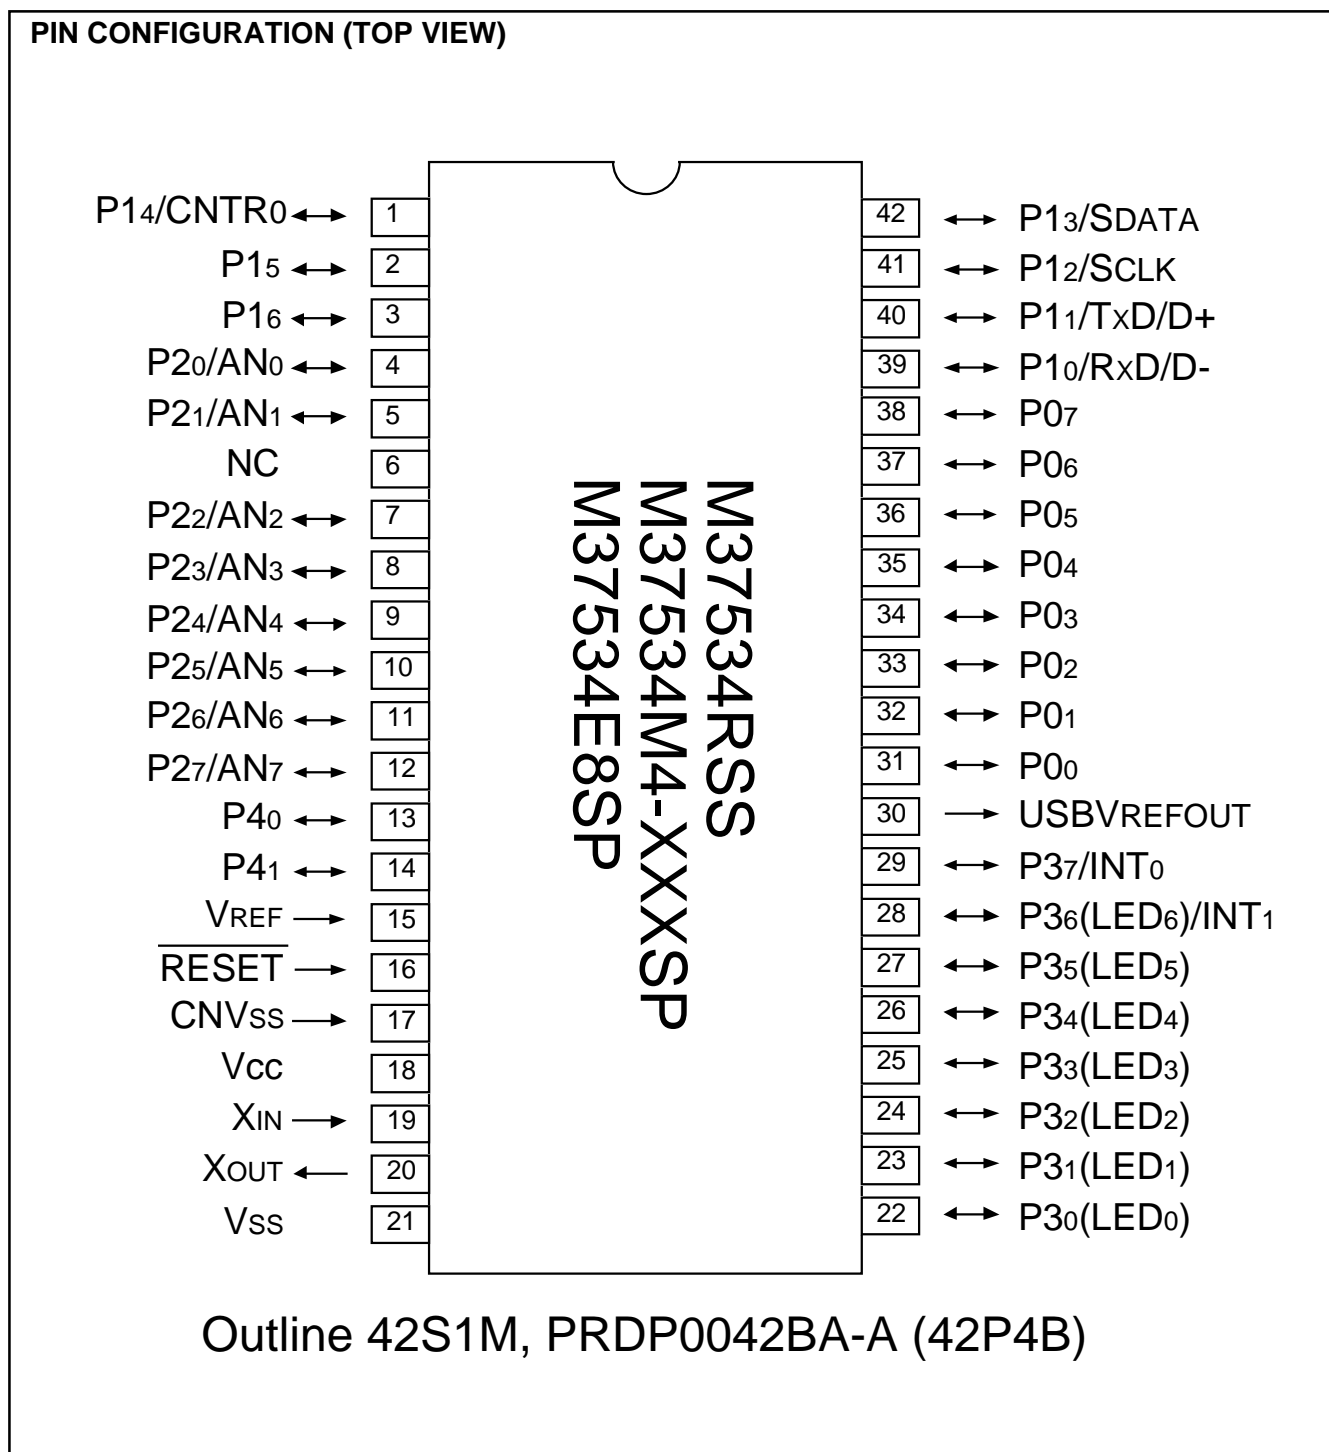 PIN CONFIGURATION (TOP VIEW)
P14/CNTR0 1 42 P13/SDATA
P15 2 41 P12/SCLK
P16 3 40 P11/TXD/D+
P20/AN0 4 39 P10/RXD/D-
P21/AN1 5 38 P07
NC 6 37 P06
P22/AN2 7 36 P05
P23/AN3 8 35 P04
P24/AN4 9 34 P03
P25/AN5 10 33 P02
P26/AN6 11 32 P01
P27/AN7 12 31 P00
P40 13 30 USBVREFOUT
P41 14 29 P37/INT0
VREF 15 28 P36(LED6)/INT1
RESET 16 27 P35(LED5)
CNVSS 17 26 P34(LED4)
Vcc 18 25 P33(LED3)
XIN 19 24 P32(LED2)
XOUT 20 23 P31(LED1)
VSS 21 22 P30(LED0)
M37534RSS
M37534M4-XXXSP
M37534E8SP
Outline 42S1M, PRDP0042BA-A (42P4B)